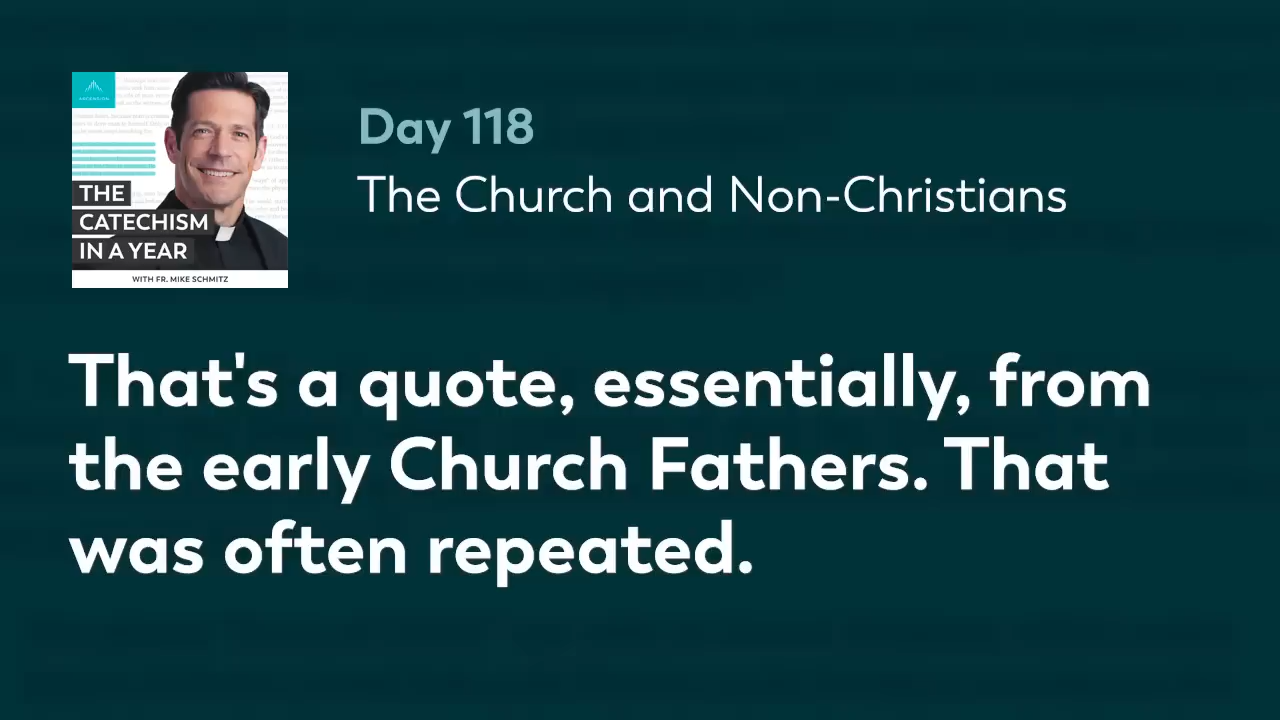 ASCENSION
THE
CATECHISM
IN A YEAR
WITH FR. MIKE SCHMITZ
Day 118
The Church and Non-Christians
That's a quote, essentially, from
the early Church Fathers. That
was often repeated.